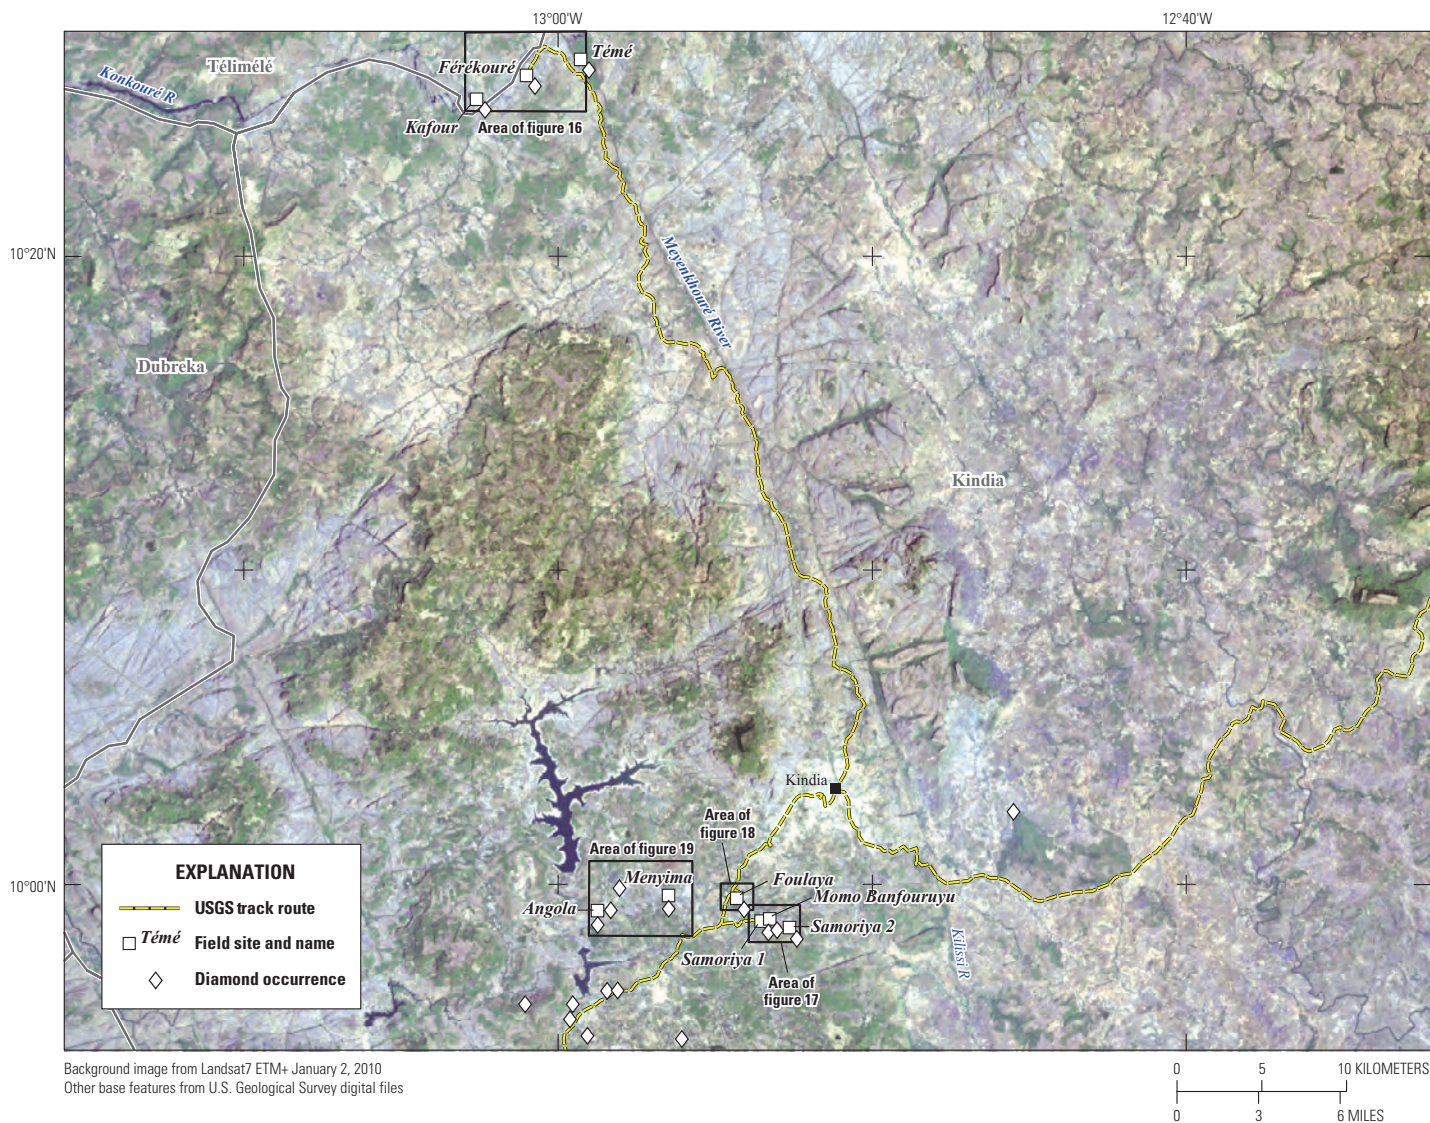 13°00'W
12°40'W
Télimélé
Konkouré R
Férékouré
Témé
Kafour
Area of figure 16
10°20'N
Meyenkhouré River
Dubreka
Kindia
Kindia
Area of
figure 18
Area of figure 19
Menyima
Foulaya
10°00'N
Momo Banfouruyu
Angola
Samoriya 2
Samoriya 1
Kilissi R
Area of
figure 17
EXPLANATION
USGS track route
Témé Field site and name
Diamond occurrence
Background image from Landsat7 ETM+ January 2, 2010
Other base features from U.S. Geological Survey digital files
0 5 10 KILOMETERS
0 3 6 MILES